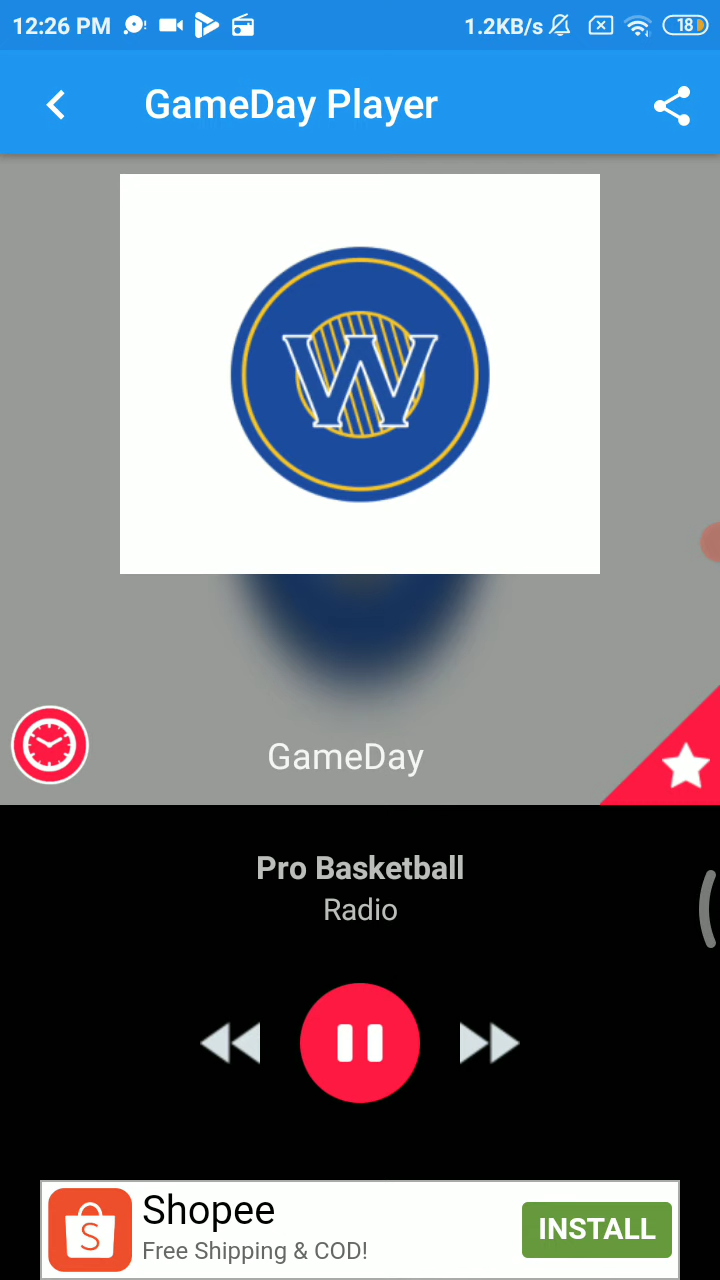 12:26 PM
1.2KB/s
18
GameDay Player
W
GameDay
Pro Basketball
Radio
S
Shopee
Free Shipping & COD!
INSTALL